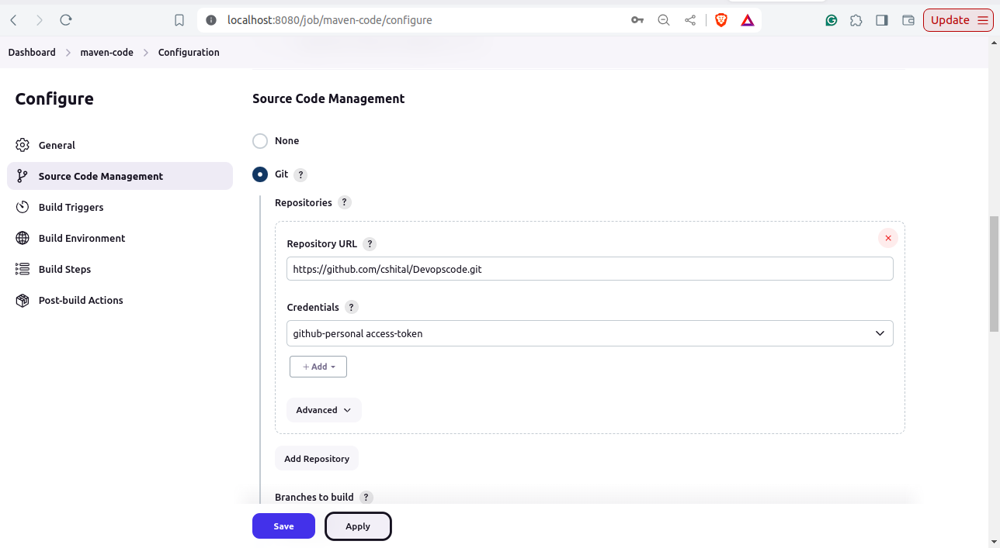 localhost:8080/job/maven-code/configure
Update
Dashboard > maven-code > Configuration
Configure
General
Source Code Management
Build Triggers
Build Environment
Build Steps
Post-build Actions
Source Code Management
None
Git ?
Repositories ?
Repository URL ?
https://github.com/cshital/Devopscode.git
Credentials ?
github-personal access-token
+ Add
Advanced
Add Repository
Branches to build ?
Save Apply